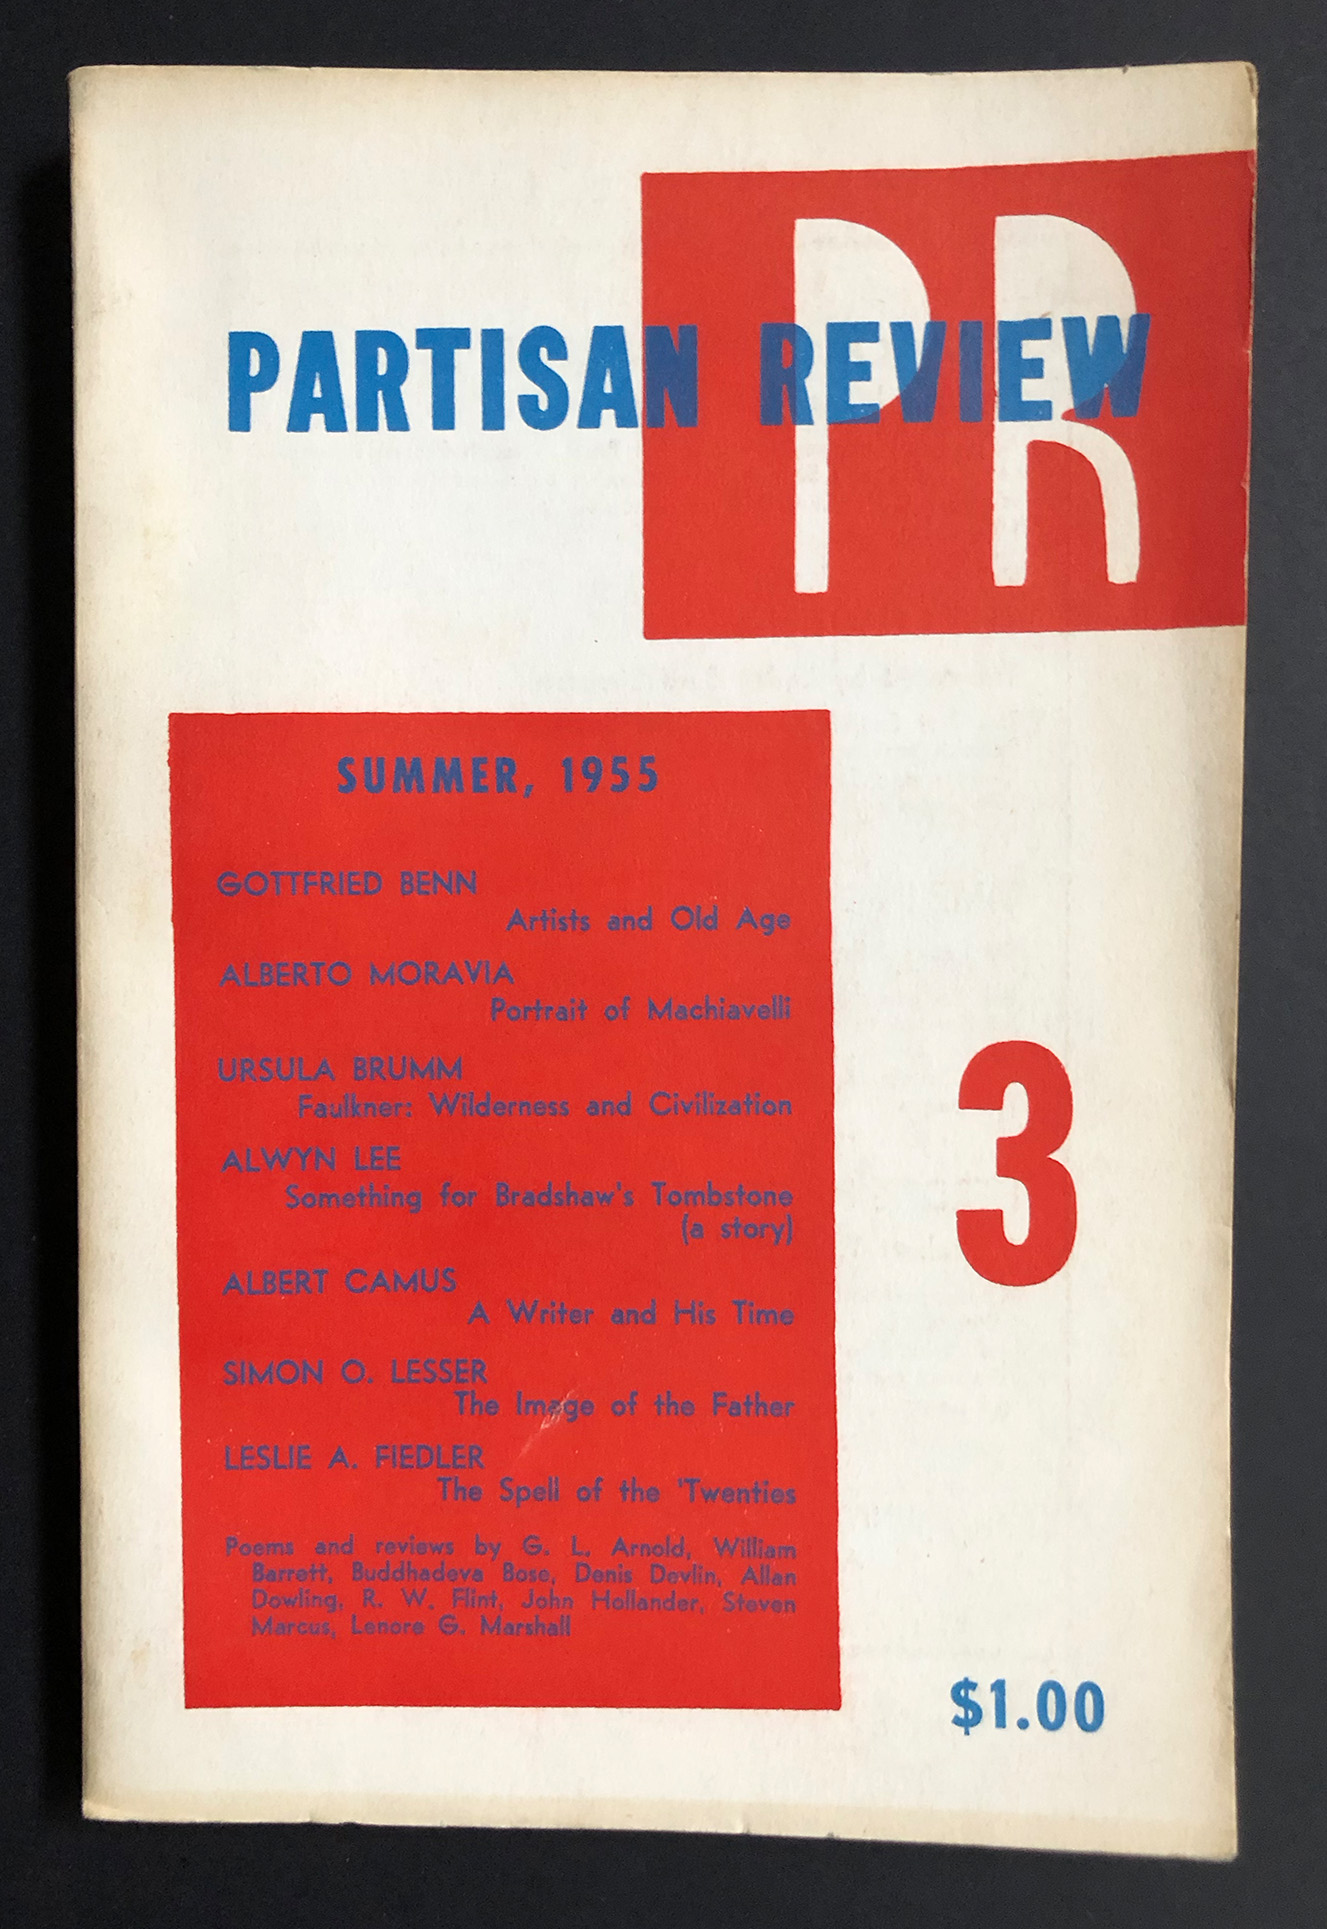 PR
PARTISAN REVIEW
SUMMER, 1955
GOTTFRIED BENN
Artists and Old Age
ALBERTO MORAVIA
Portrait of Machiavelli
URSULA BRUMM
Faulkner: Wilderness and Civilization
ALWYN LEE
Something for Bradshaw's Tombstone
(a story)
ALBERT CAMUS
A Writer and His Time
SIMON O. LESSER
The Image of the Father
LESLIE A. FIEDLER
The Spell of the 'Twenties
Poems and reviews by G. L. Arnold, William
Barrett, Buddhadeva Bose, Denis Devlin, Allan
Dowling, R. W. Flint, John Hollander, Steven
Marcus, Lenore G. Marshall
3
$1.00